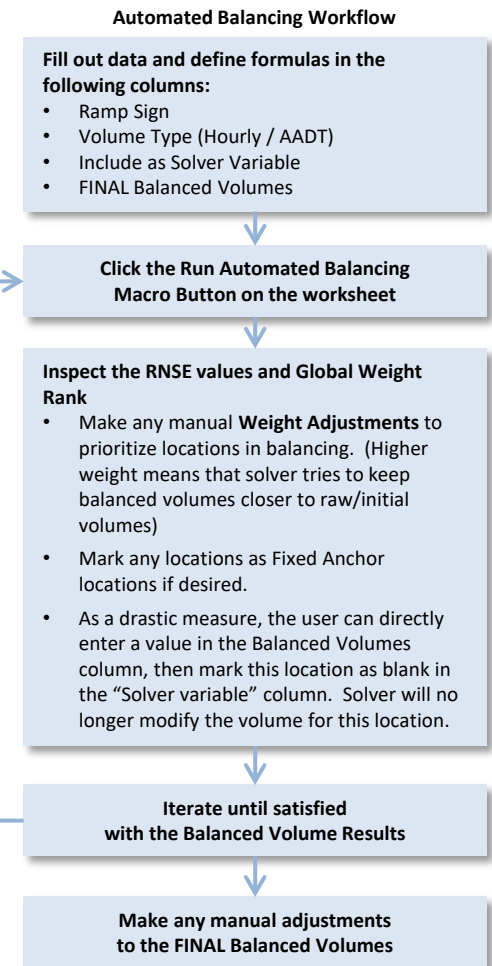 Automated Balancing Workflow
Fill out data and define formulas in the
following columns:
• Ramp Sign
• Volume Type (Hourly / AADT)
• Include as Solver Variable
• FINAL Balanced Volumes
Click the Run Automated Balancing
Macro Button on the worksheet
Inspect the RNSE values and Global Weight
Rank
• Make any manual Weight Adjustments to
prioritize locations in balancing. (Higher
weight means that solver tries to keep
balanced volumes closer to raw/initial
volumes)
• Mark any locations as Fixed Anchor
locations if desired.
• As a drastic measure, the user can directly
enter a value in the Balanced Volumes
column, then mark this location as blank in
the “Solver variable” column. Solver will no
longer modify the volume for this location.
Iterate until satisfied
with the Balanced Volume Results
Make any manual adjustments
to the FINAL Balanced Volumes